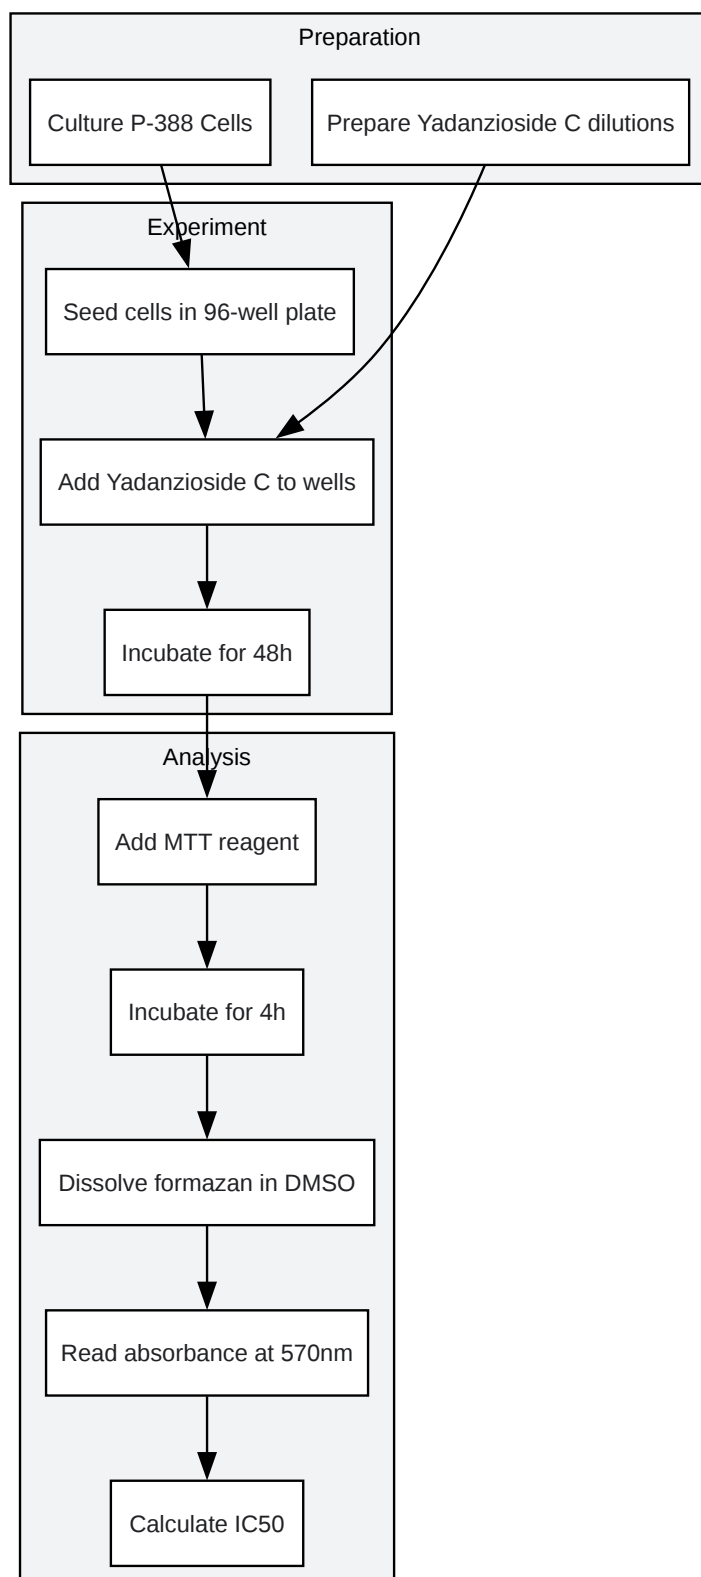 Preparation
Culture P-388 Cells
Prepare Yadanzioside C dilutions
Experiment
Seed cells in 96-well plate
Add Yadanzioside C to wells
Incubate for 48h
Analysis
Add MTT reagent
Incubate for 4h
Dissolve formazan in DMSO
Read absorbance at 570nm
Calculate IC50